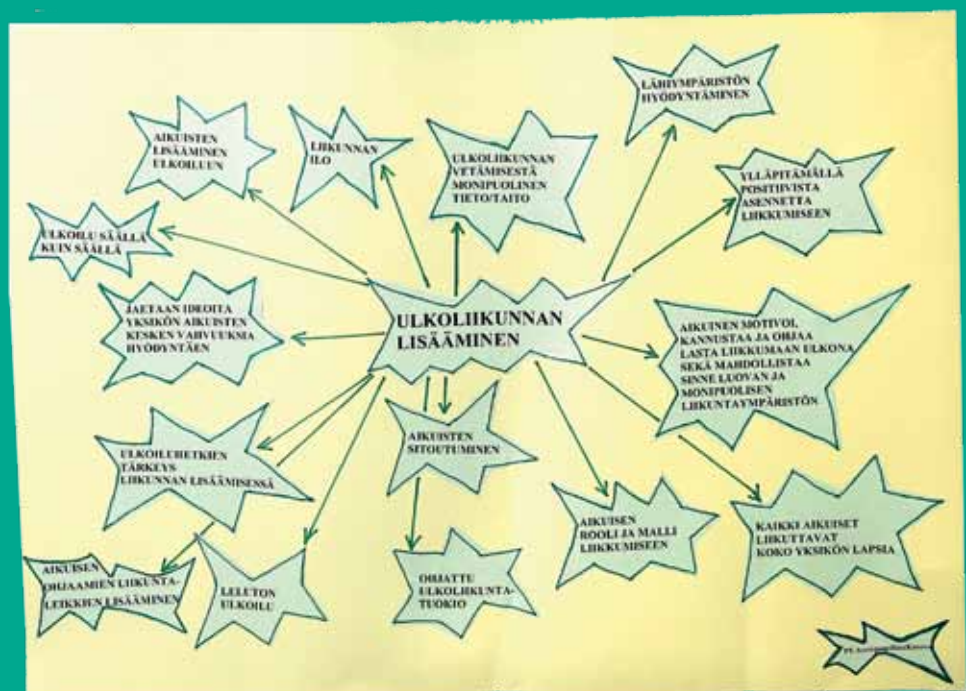 LÄHIYMPÄRISTÖN
HYÖDYNTÄMINEN
AIKUISTEN
LISÄÄMINEN
ULKOILUUN
LIIKUNNAN
ILO
ULKOLIIKUNNAN
VETÄMISESTÄ
MONIPUOLINEN
TIETO/TAITO
YLLÄPITÄMÄLLÄ
POSITIIVISTA
ASENNETTA
LIIKKUMISEEN
ULKOILU SÄÄLLÄ
KUIN SÄÄLLÄ
JAETAAN IDEOITA
YKSIKÖN AIKUISTEN
KESKEN VAHVUUKSIA
HYÖDYNTÄEN
ULKOLIIKUNNAN
LISÄÄMINEN
AIKUINEN MOTIVOI,
KANNUSTAA JA OHJAA
LASTA LIIKKUMAAN ULKONA
SEKÄ MAHDOLLISTAA
SINNE LUOVAN JA
MONIPUOLISEN
LIIKUNTAYMPÄRISTÖN
ULKOILUHETKIEN
TÄRKEYS
LIIKUNNAN LISÄÄMISESSÄ
AIKUISTEN
SITOUTUMINEN
AIKUISEN
ROOLI JA MALLI
LIIKKUMISEEN
KAIKKI AIKUISET
LIIKUTTAVAT
KOKO YKSIKÖN LAPSIA
AIKUISEN
OHJAAMIEN LIIKUNTA-
LEIKKIEN LISÄÄMINEN
LELUTON
ULKOILU
OHJATTU
ULKOLIIKUNTA-
TUOKIO